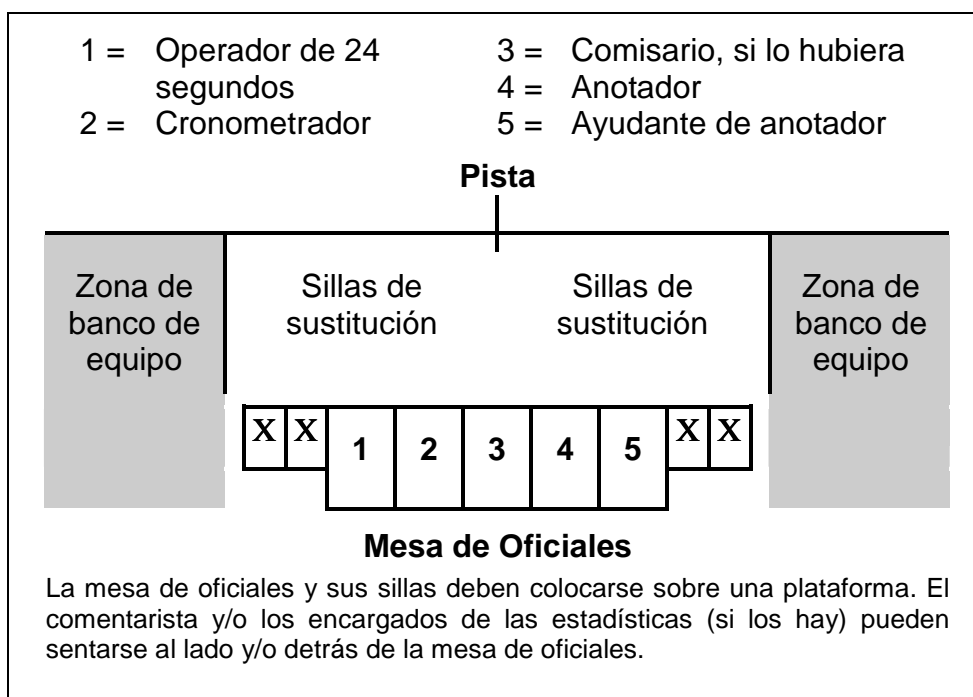 1 = Operador de 24 segundos
2 = Cronometrador
3 = Comisario, si lo hubiera
4 = Anotador
5 = Ayudante de anotador
Pista
Zona de
banco de
equipo
Sillas de
sustitución
Sillas de
sustitución
Zona de
banco de
equipo
X X 1 2 3 4 5 X X
Mesa de Oficiales
La mesa de oficiales y sus sillas deben colocarse sobre una plataforma. El
comentarista y/o los encargados de las estadísticas (si los hay) pueden
sentarse al lado y/o detrás de la mesa de oficiales.